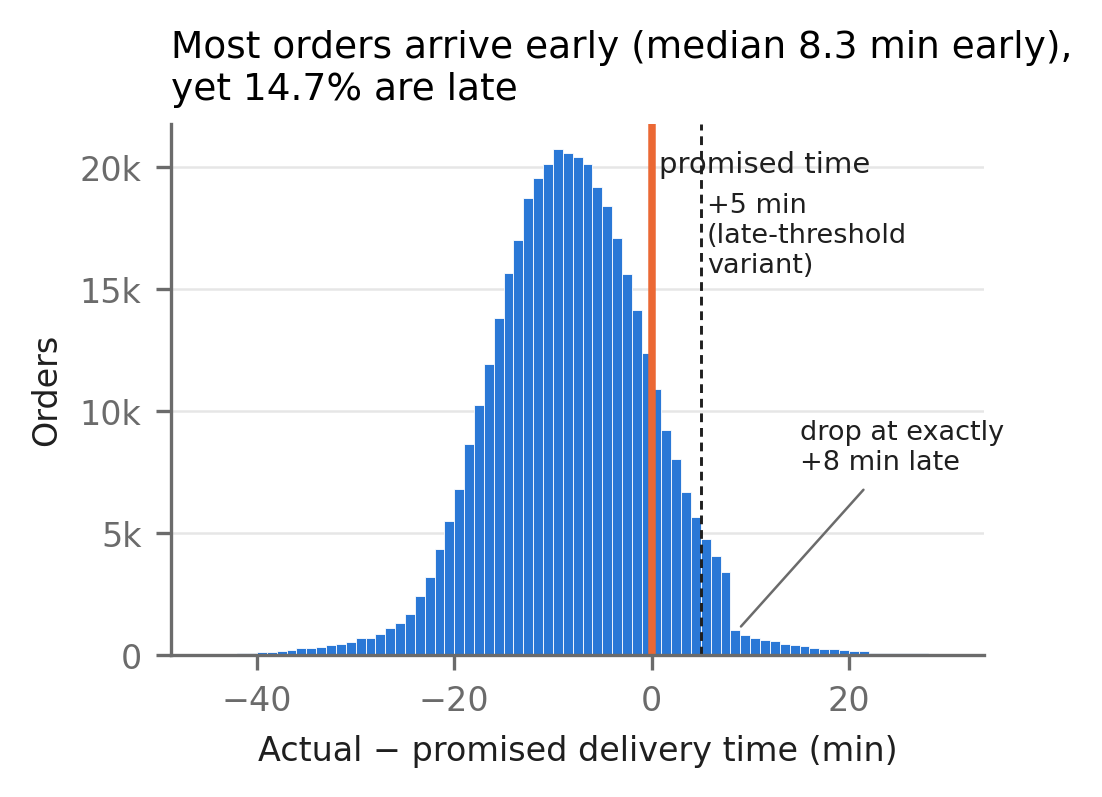 Most orders arrive early (median 8.3 min early),
yet 14.7% are late
20k
15k
10k
5k
0
Orders
promised time
+5 min
(late-threshold
variant)
drop at exactly
+8 min late
−40
−20
0
20
Actual − promised delivery time (min)